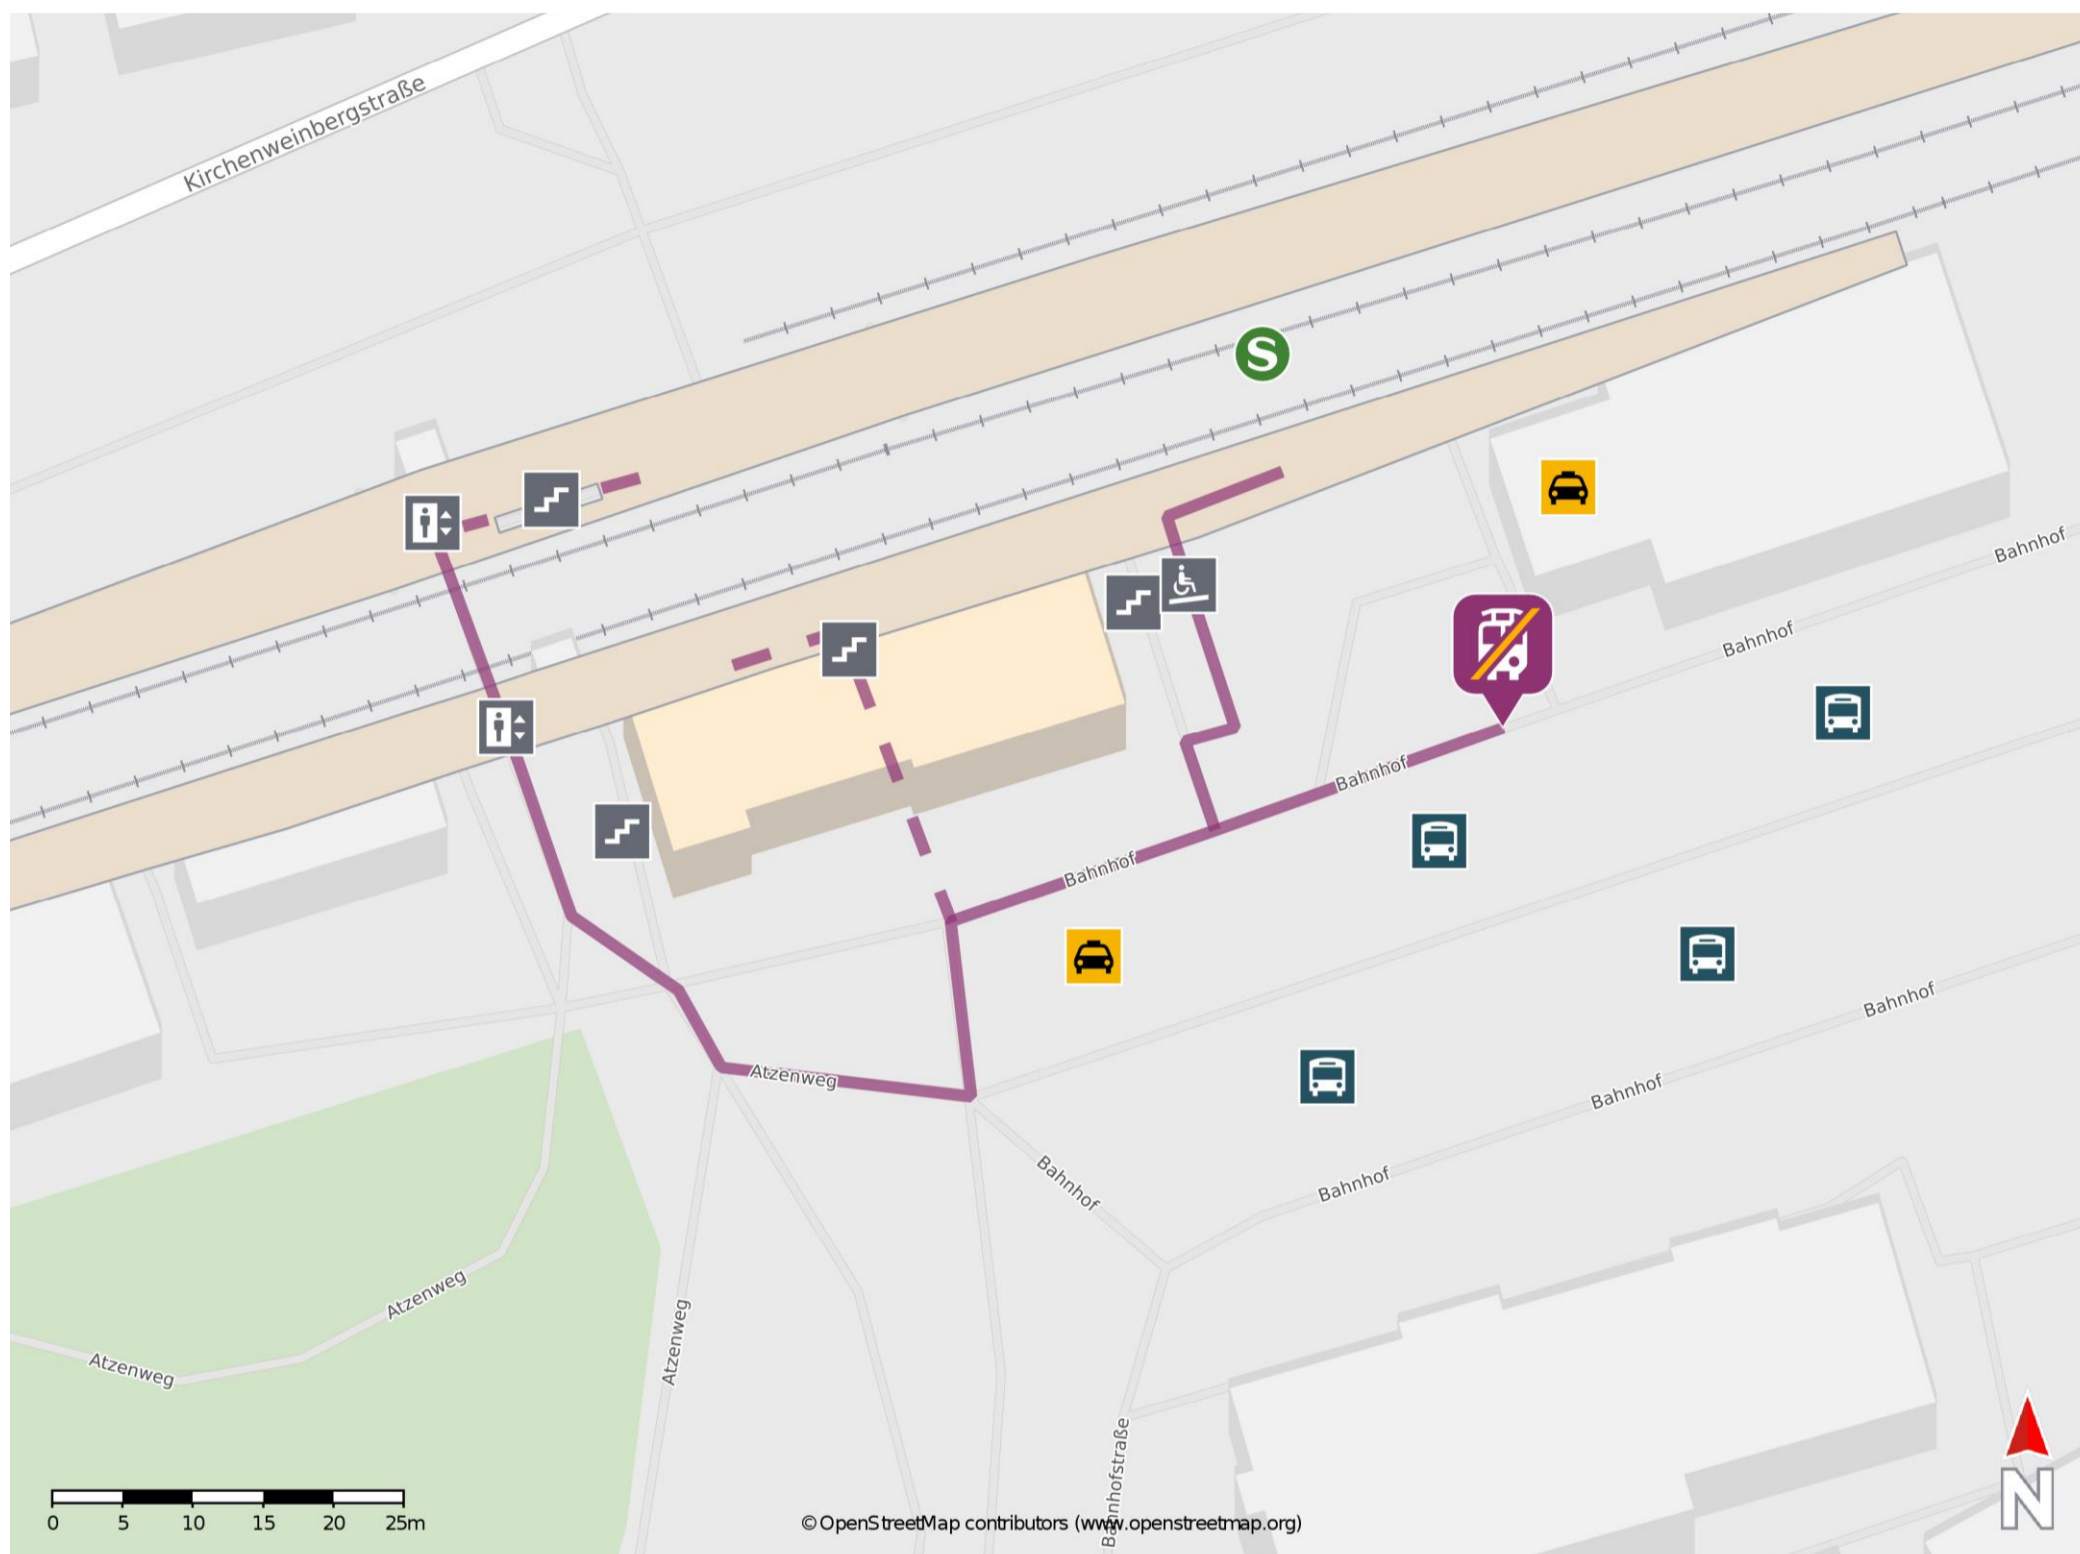 Kirchenweinbergstraße
S
Bahnhof
Bahnhof
Bahnhof
Bahnhof
Bahnhof
Atzenweg
Bahnhof
Bahnhof
Bahnhof
Atzenweg
Atzenweg
Atzenweg
Bahnhofstraße
0 5 10 15 20 25m
©OpenStreetMap contributors (www.openstreetmap.org)
N